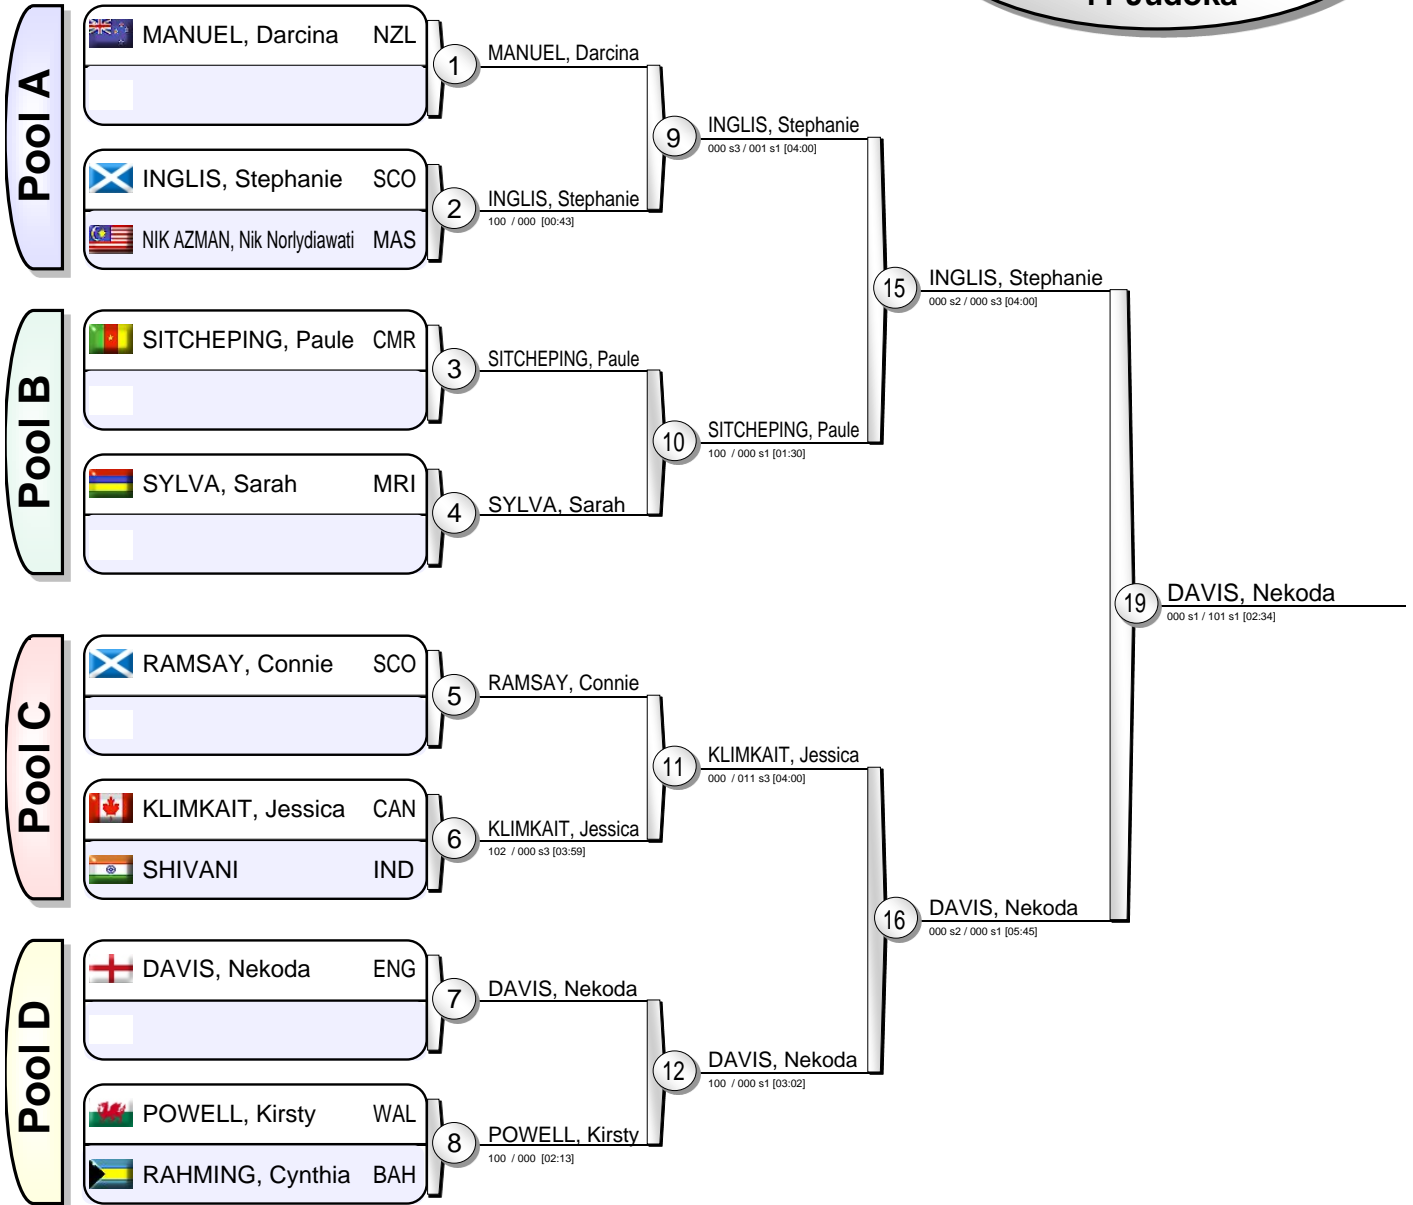 11 Judoka
Pool A
MANUEL, Darcina NZL
1
MANUEL, Darcina
INGLIS, Stephanie SCO
NIK AZMAN, Nik Norlydiawati MAS
2
INGLIS, Stephanie
100 / 000 [00:43]
9
INGLIS, Stephanie
000 s3 / 001 s1 [04:00]
Pool B
SITCHEPING, Paule CMR
3
SITCHEPING, Paule
SYLVA, Sarah MRI
4
SYLVA, Sarah
10
SITCHEPING, Paule
100 / 000 s1 [01:30]
15
INGLIS, Stephanie
000 s2 / 000 s3 [04:00]
Pool C
RAMSAY, Connie SCO
5
RAMSAY, Connie
KLIMKAIT, Jessica CAN
SHIVANI IND
6
KLIMKAIT, Jessica
102 / 000 s3 [03:59]
11
KLIMKAIT, Jessica
000 / 011 s3 [04:00]
Pool D
DAVIS, Nekoda ENG
7
DAVIS, Nekoda
POWELL, Kirsty WAL
RAHMING, Cynthia BAH
8
POWELL, Kirsty
100 / 000 [02:13]
12
DAVIS, Nekoda
100 / 000 s1 [03:02]
16
DAVIS, Nekoda
000 s2 / 000 s1 [05:45]
19
DAVIS, Nekoda
000 s1 / 101 s1 [02:34]